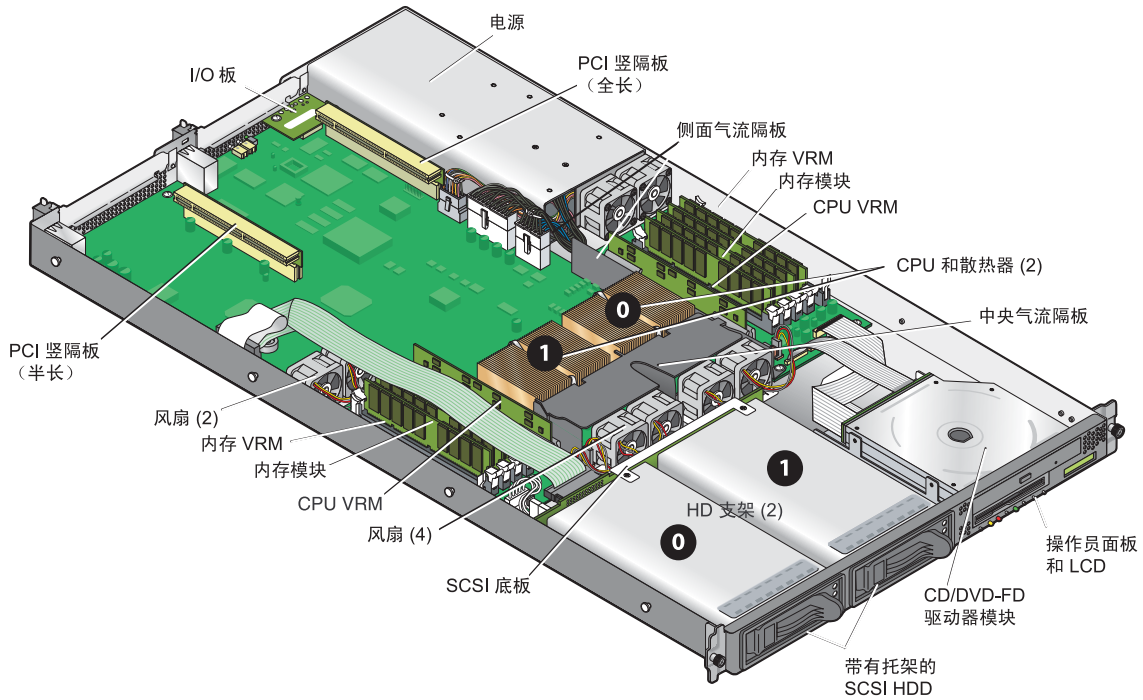 电源
I/O 板
PCI 竖隔板
（全长）
侧面气流隔板
内存 VRM
内存模块
CPU VRM
CPU 和散热器 (2)
0
1
中央气流隔板
PCI 竖隔板
（半长）
风扇 (2)
内存 VRM
内存模块
CPU VRM
风扇 (4)
SCSI 底板
1
HD 支架 (2)
0
操作员面板
和 LCD
CD/DVD-FD
驱动器模块
带有托架的
SCSI HDD